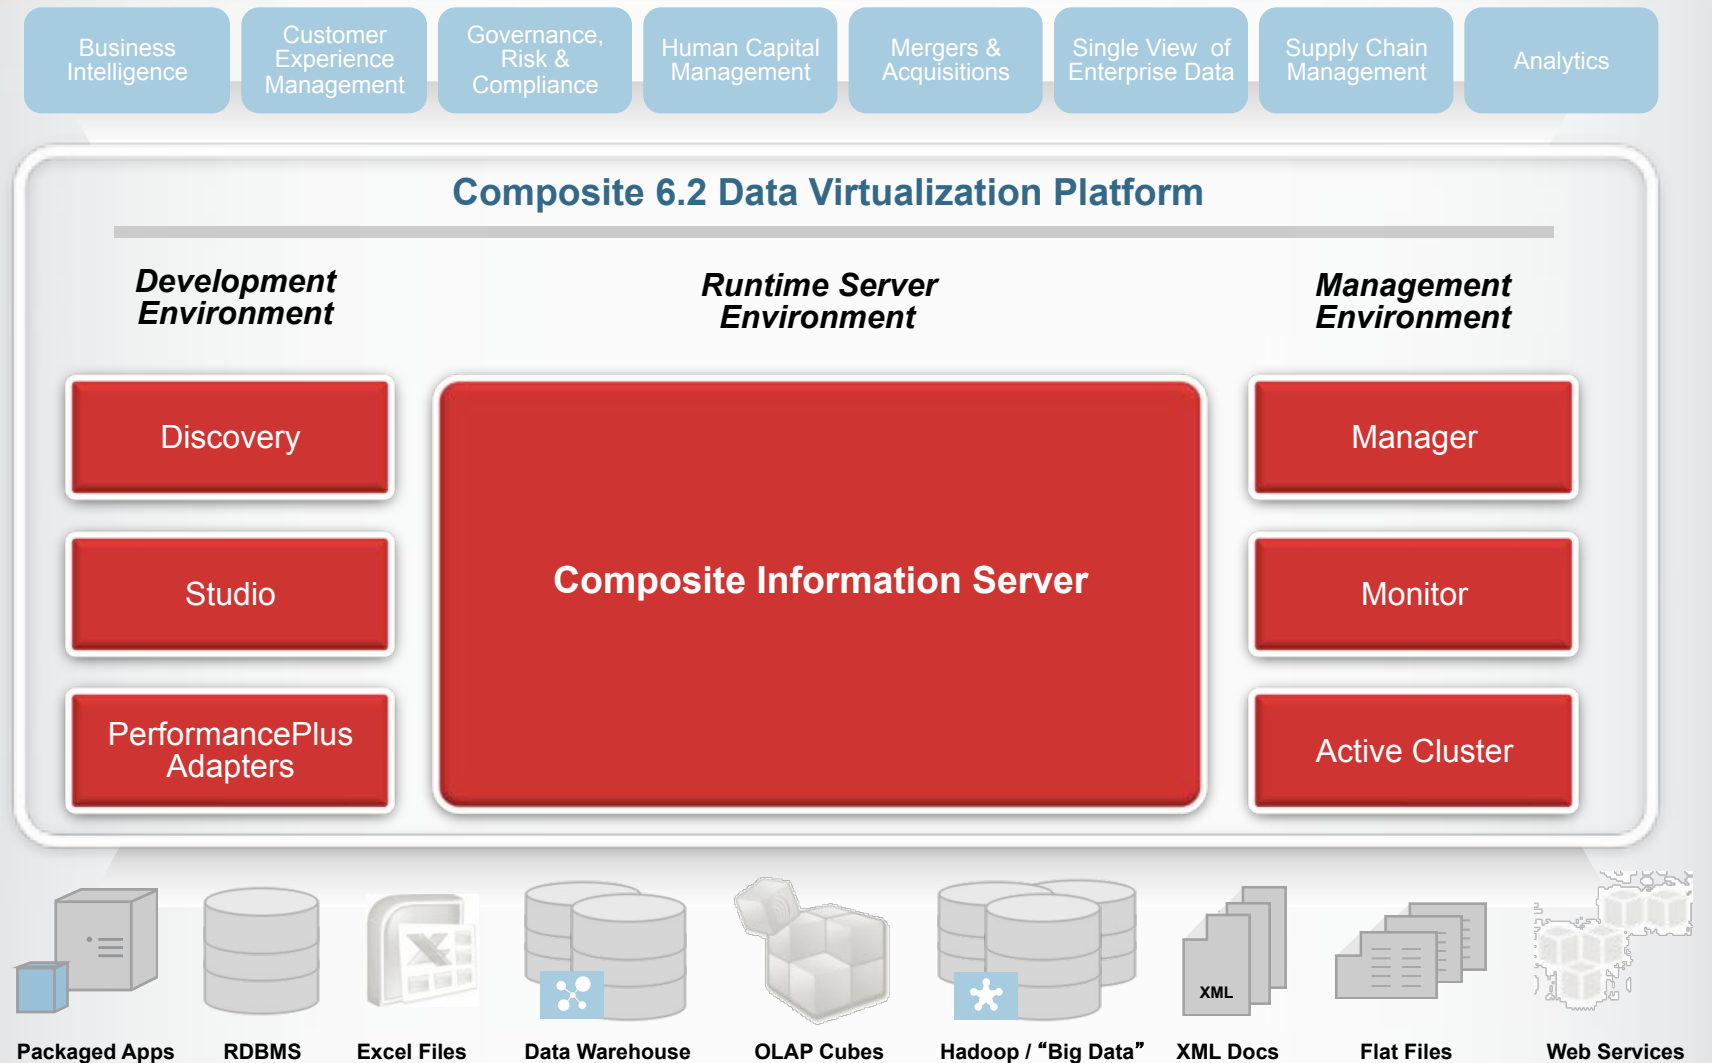 Business
Intelligence
Customer
Experience
Management
Governance,
Risk &
Compliance
Human Capital
Management
Mergers &
Acquisitions
Single View of
Enterprise Data
Supply Chain
Management
Analytics
Composite 6.2 Data Virtualization Platform
Development
Environment
Runtime Server
Environment
Management
Environment
Discovery
Studio
PerformancePlus
Adapters
Composite Information Server
Manager
Monitor
Active Cluster
XML
Packaged Apps
RDBMS
Excel Files
Data Warehouse
OLAP Cubes
Hadoop / “Big Data”
XML Docs
Flat Files
Web Services